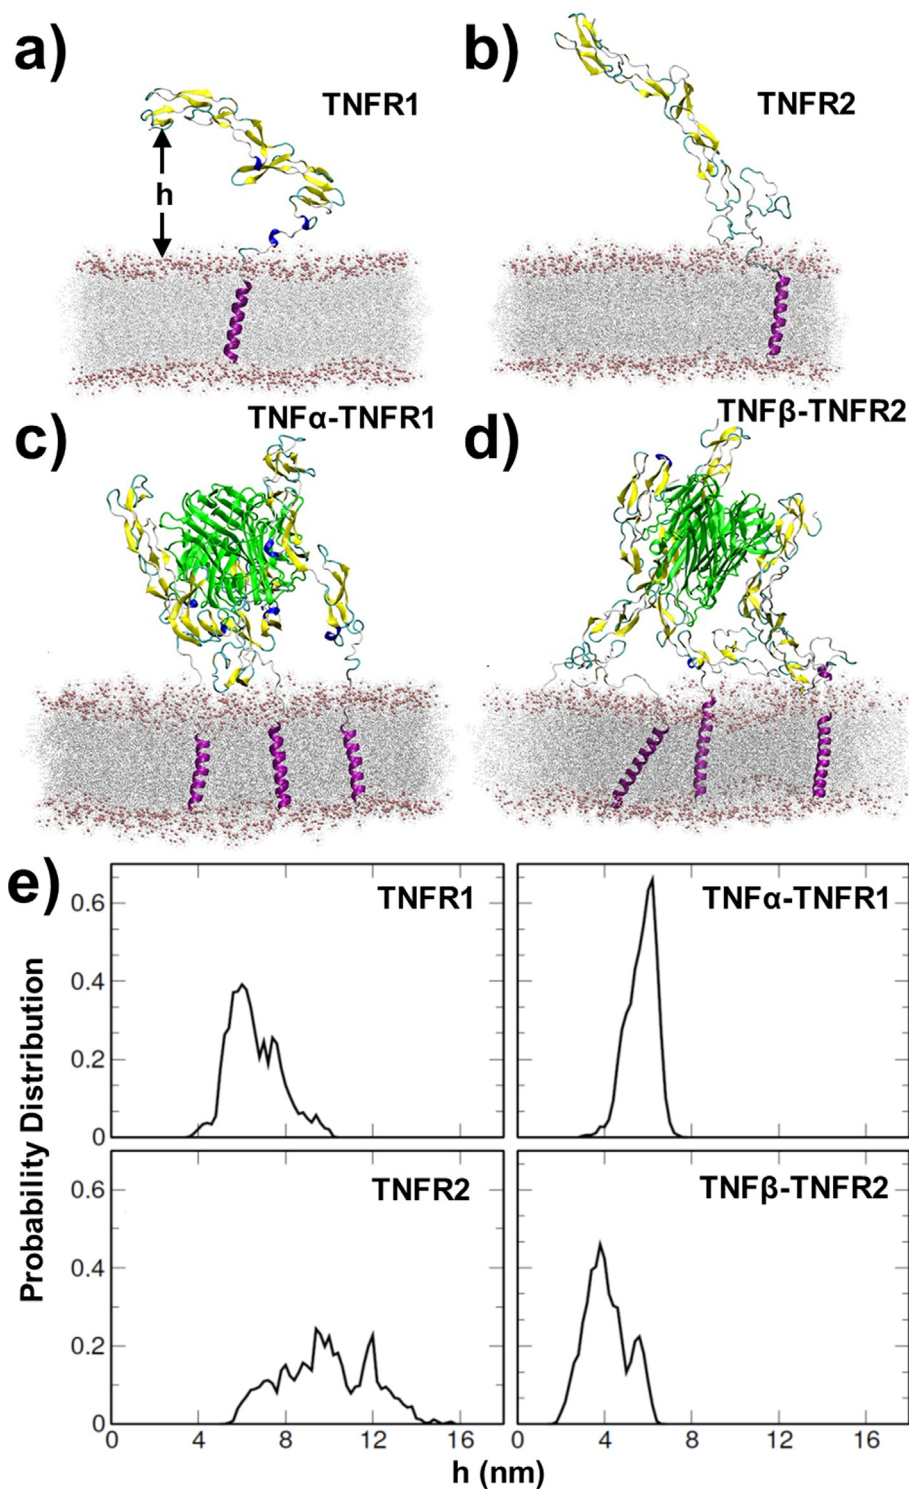 a)
TNFR1
h
b)
TNFR2
c)
TNFα-TNFR1
d)
TNFβ-TNFR2
e)
Probability Distribution
TNFR1
0.6
0.4
0.2
0
TNFα-TNFR1
TNFR2
0.6
0.4
0.2
0
0 4 8 12 16
TNFβ-TNFR2
0 4 8 12 16
h (nm)